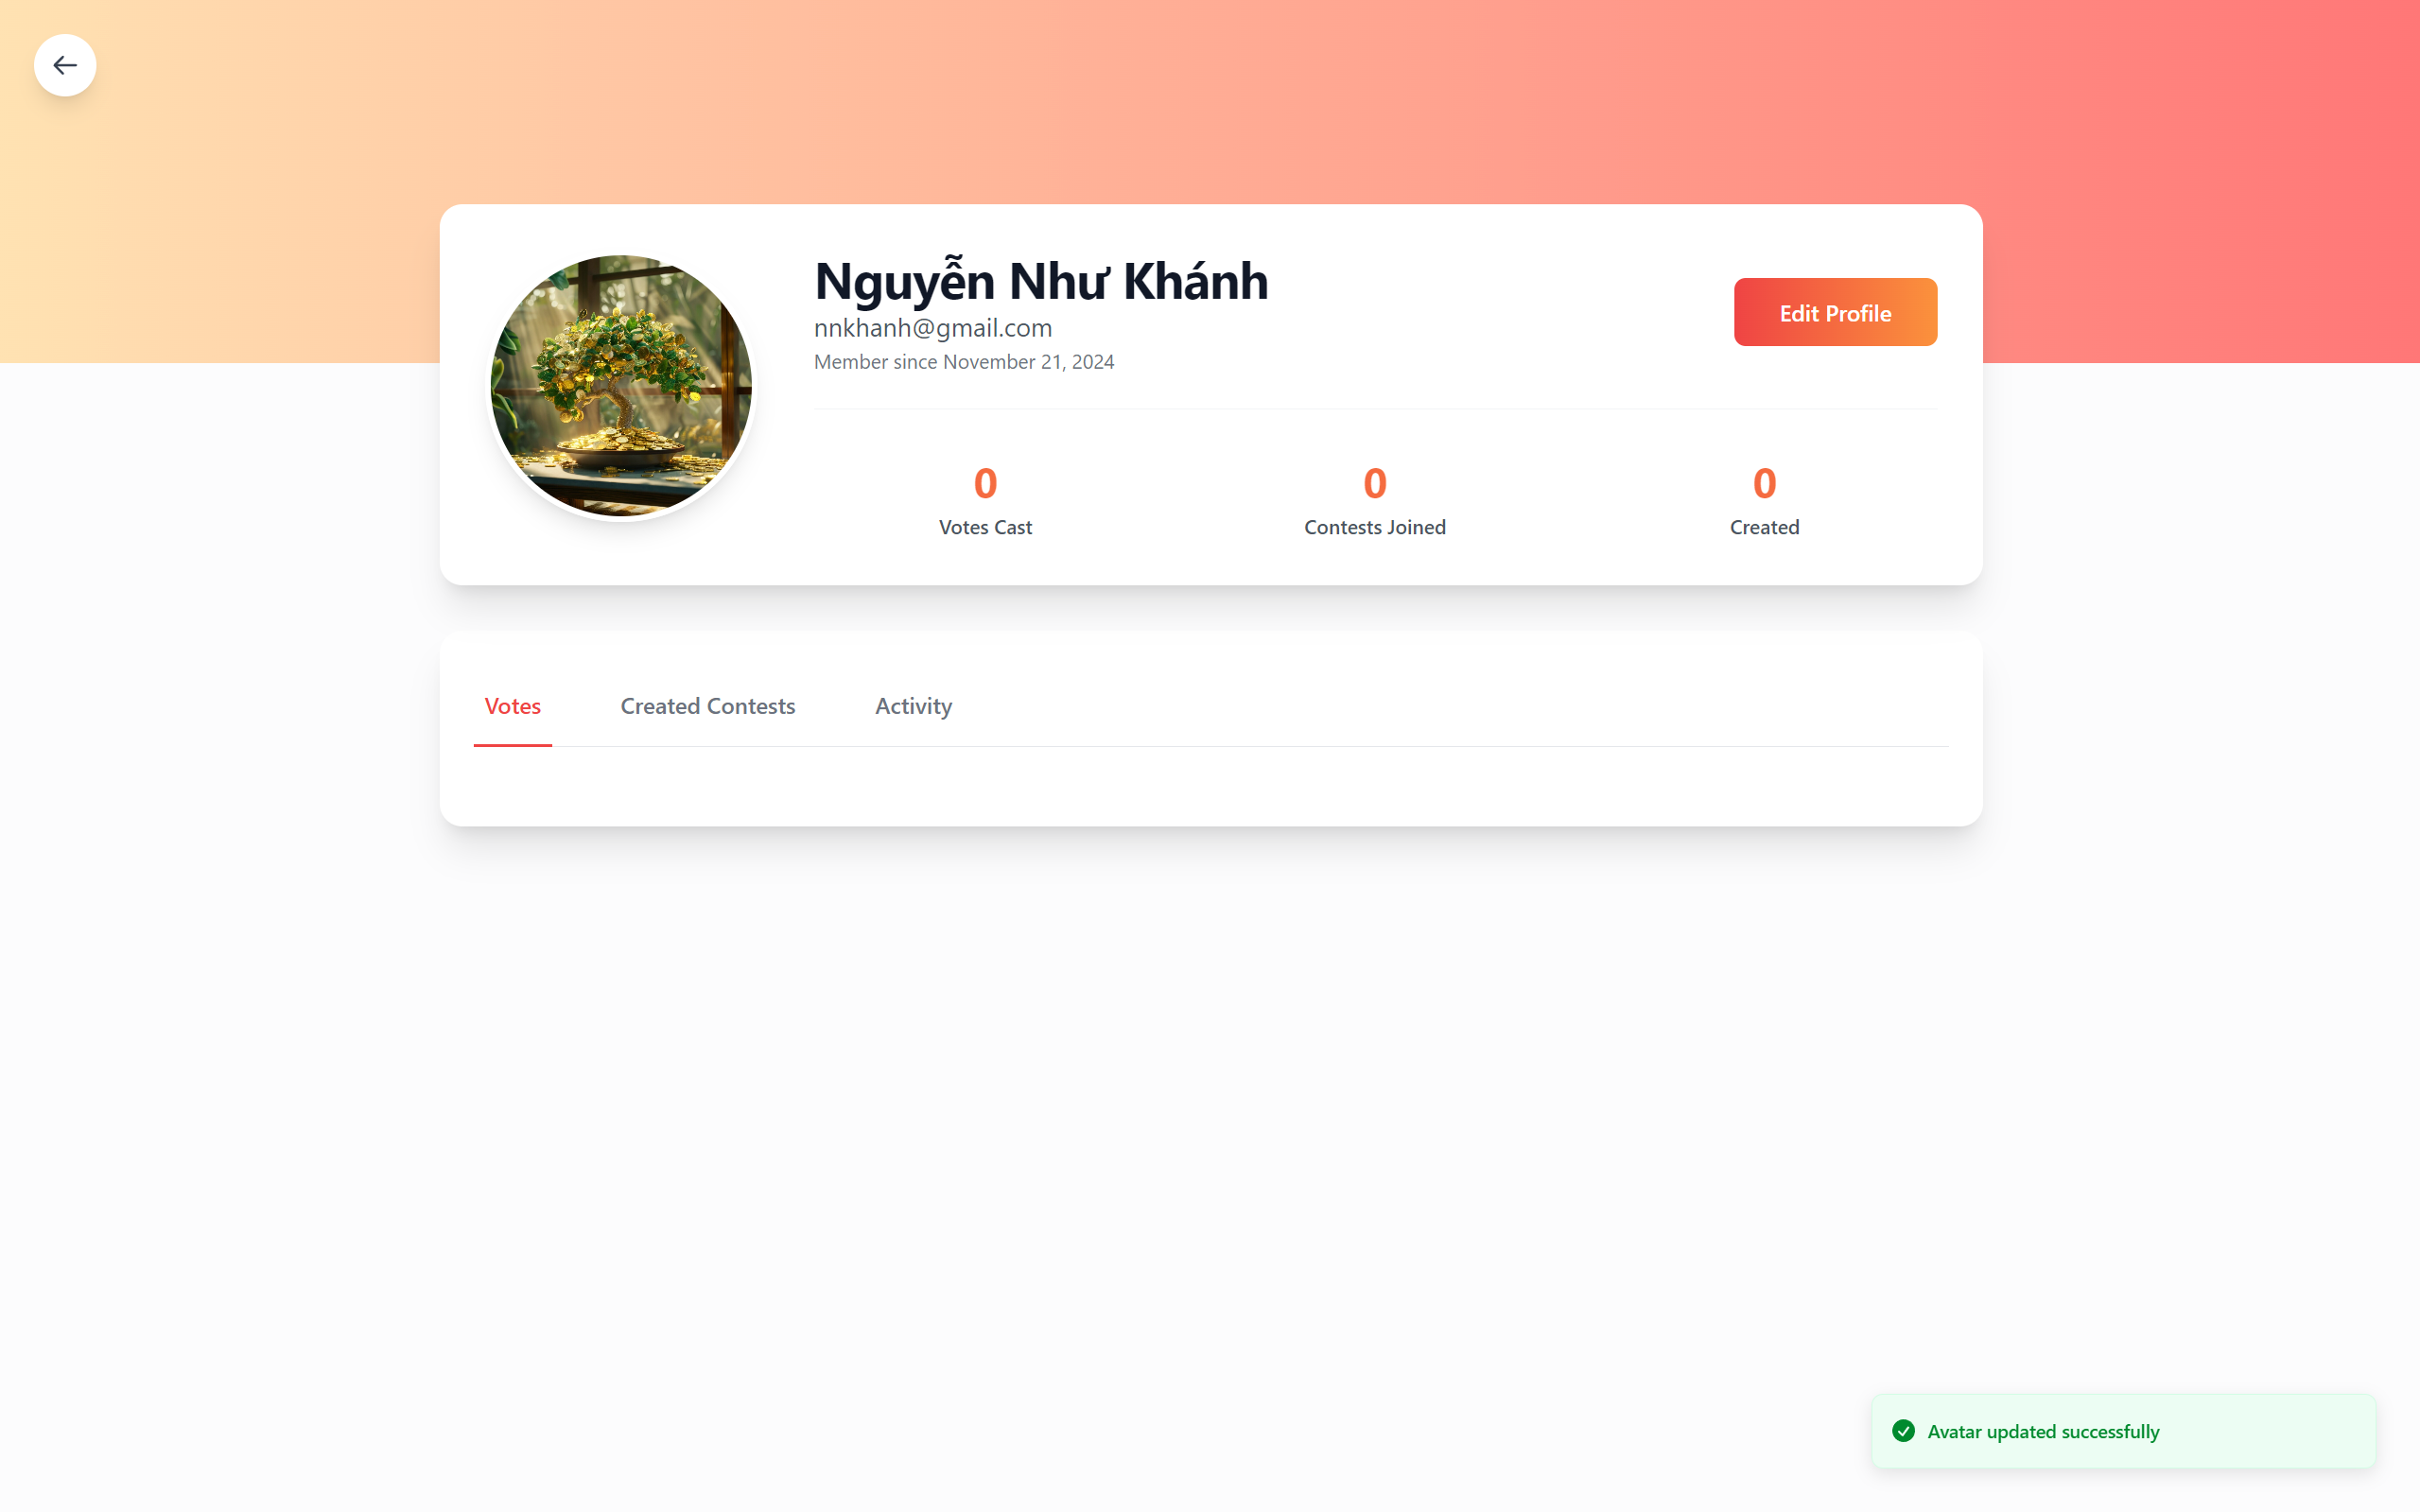 Nguyễn Như Khánh
nnkhanh@gmail.com
Member since November 21, 2024
Edit Profile
0
Votes Cast
0
Contests Joined
0
Created
Votes
Created Contests
Activity
Avatar updated successfully